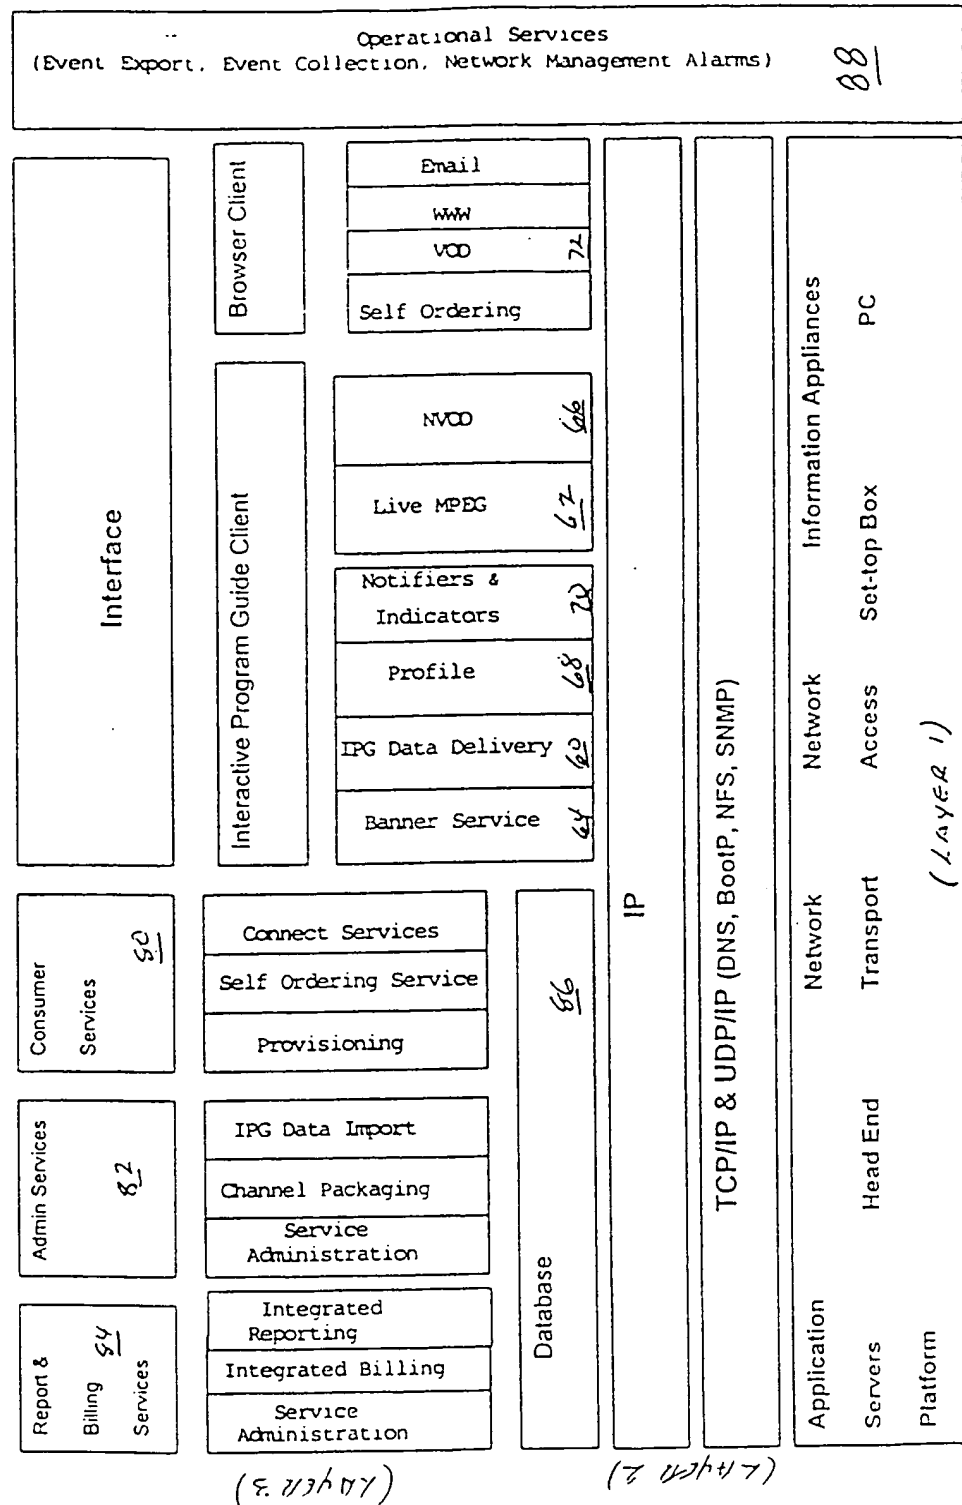 Operational Services
(Event Export, Event Collection, Network Management Alarms)
88
Interface
Browser Client
Email
WWW
VOD
72
Self Ordering
Interactive Program Guide Client
NVOD
66
Live MPEG
62
Notifiers &
Indicators
70
Profile
68
IPG Data Delivery
60
Banner Service
64
Consumer
Services
80
Connect Services
Self Ordering Service
Provisioning
Admin Services
82
IPG Data Import
Channel Packaging
Service
Administration
Report &
Billing
Services
84
Integrated
Reporting
Integrated Billing
Service
Administration
Database
86
(LAYER 3)
IP
TCP/IP & UDP/IP (DNS, BootP, NFS, SNMP)
(LAYER 2)
Application
Servers
Platform
Head End
Network
Transport
Network
Access
Information Appliances
Set-top Box
PC
(LAYER 1)